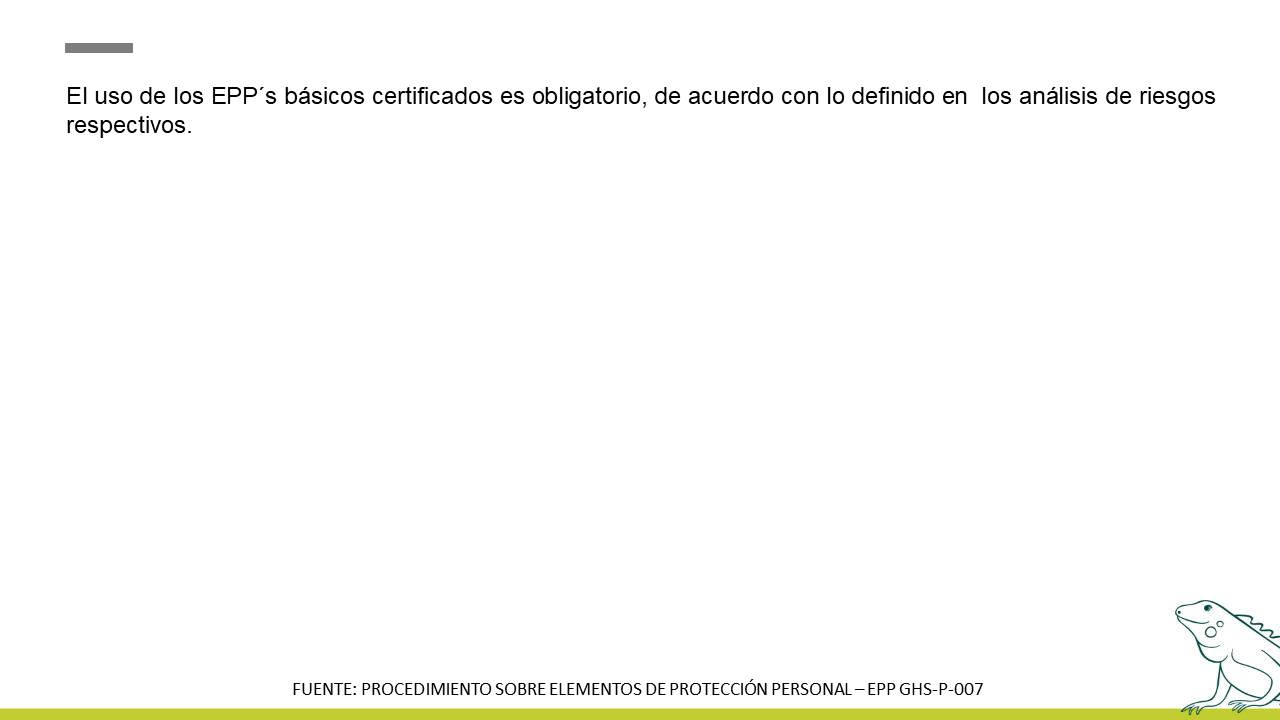 El uso de los EPP´s básicos certificados es obligatorio, de acuerdo con lo definido en  los análisis de riesgos
respectivos.
FUENTE: PROCEDIMIENTO SOBRE ELEMENTOS DE PROTECCIÓN PERSONAL – EPP GHS-P-007